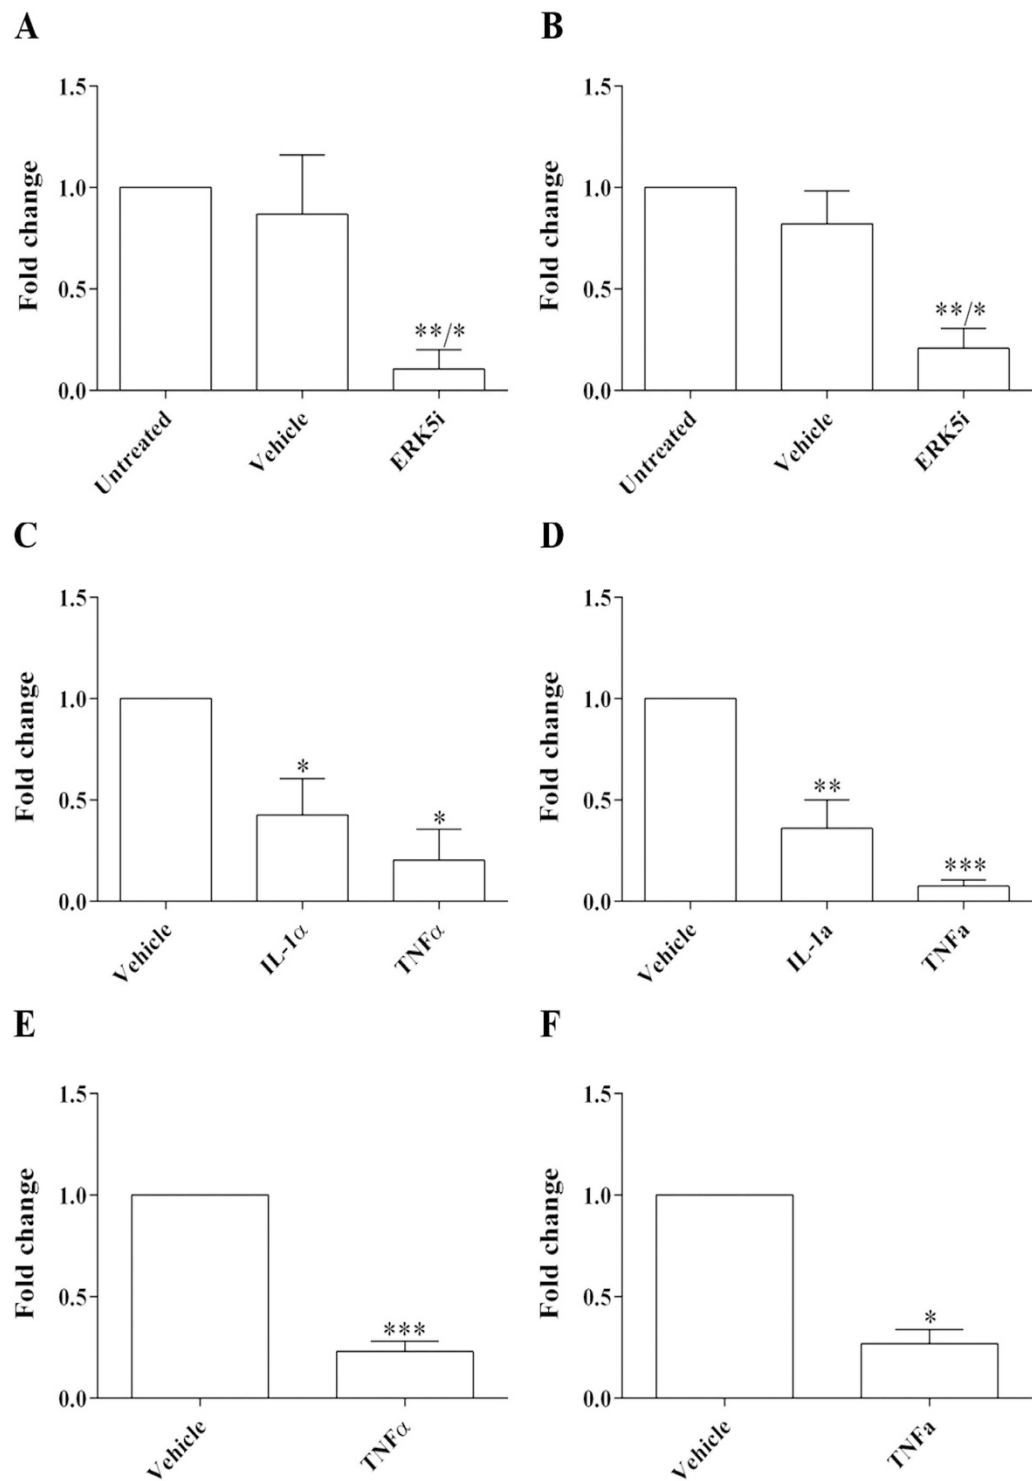 A
Fold change
1.5
1.0
0.5
0.0
**/*
Untreated
Vehicle
ERK5i
B
Fold change
1.5
1.0
0.5
0.0
**/*
Untreated
Vehicle
ERK5i
C
Fold change
1.5
1.0
0.5
0.0
*
*
Vehicle
IL-1α
TNFα
D
Fold change
1.5
1.0
0.5
0.0
**
***
Vehicle
IL-1a
TNFa
E
Fold change
1.5
1.0
0.5
0.0
***
Vehicle
TNFα
F
Fold change
1.5
1.0
0.5
0.0
*
Vehicle
TNFa